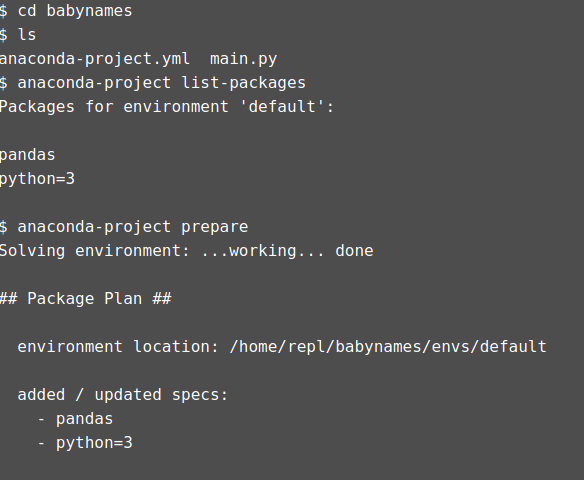 $ cd babynames
$ ls
anaconda-project.yml  main.py
$ anaconda-project list-packages
Packages for environment 'default':
pandas
python=3
$ anaconda-project prepare
Solving environment: ...working... done
## Package Plan ##
environment location: /home/repl/babynames/envs/default
added / updated specs:
- pandas
- python=3